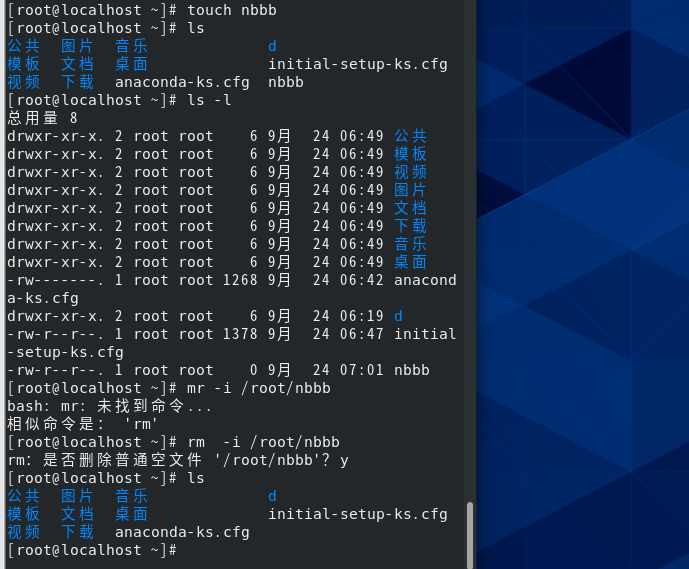 [root@localhost ~]# touch nbbb
[root@localhost ~]# ls
公共  图片  音乐             d
模板  文档  桌面             initial-setup-ks.cfg
视频  下载  anaconda-ks.cfg  nbbb
[root@localhost ~]# ls -l
总用量 8
drwxr-xr-x. 2 root root    6 9月  24 06:49 公共
drwxr-xr-x. 2 root root    6 9月  24 06:49 模板
drwxr-xr-x. 2 root root    6 9月  24 06:49 视频
drwxr-xr-x. 2 root root    6 9月  24 06:49 图片
drwxr-xr-x. 2 root root    6 9月  24 06:49 文档
drwxr-xr-x. 2 root root    6 9月  24 06:49 下载
drwxr-xr-x. 2 root root    6 9月  24 06:49 音乐
drwxr-xr-x. 2 root root    6 9月  24 06:49 桌面
-rw-------. 1 root root 1268 9月  24 06:42 anacond
a-ks.cfg
drwxr-xr-x. 2 root root    6 9月  24 06:19 d
-rw-r--r--. 1 root root 1378 9月  24 06:47 initial
-setup-ks.cfg
-rw-r--r--. 1 root root    0 9月  24 07:01 nbbb
[root@localhost ~]# mr -i /root/nbbb
bash: mr: 未找到命令...
相似命令是： 'rm'
[root@localhost ~]# rm  -i /root/nbbb
rm：是否删除普通空文件 '/root/nbbb'？y
[root@localhost ~]# ls
公共  图片  音乐             d
模板  文档  桌面             initial-setup-ks.cfg
视频  下载  anaconda-ks.cfg
[root@localhost ~]#